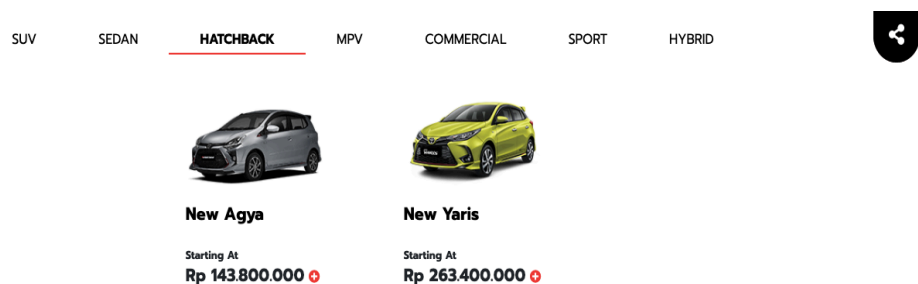 SUV SEDAN HATCHBACK MPV COMMERCIAL SPORT HYBRID
New Agya New Yaris
Starting At Starting At
Rp 143.800.000 Rp 263.400.000